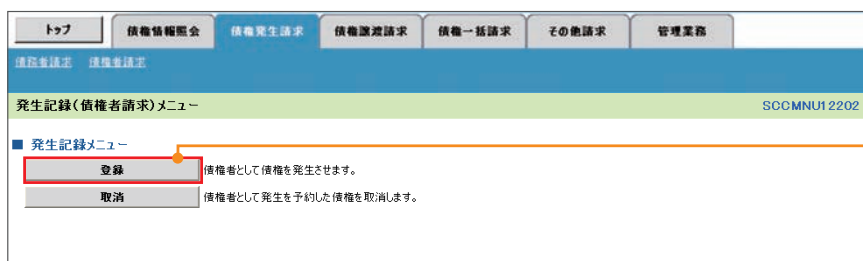 トップ 債権情報照会 債権発生請求 債権譲渡請求 債権一括請求 その他請求 管理業務
債務者請求 債権者請求
発生記録(債権者請求)メニュー SCCMNU12202
■ 発生記録メニュー
登録 債権者として債権を発生させます。
取消 債権者として発生を予約した債権を取消します。